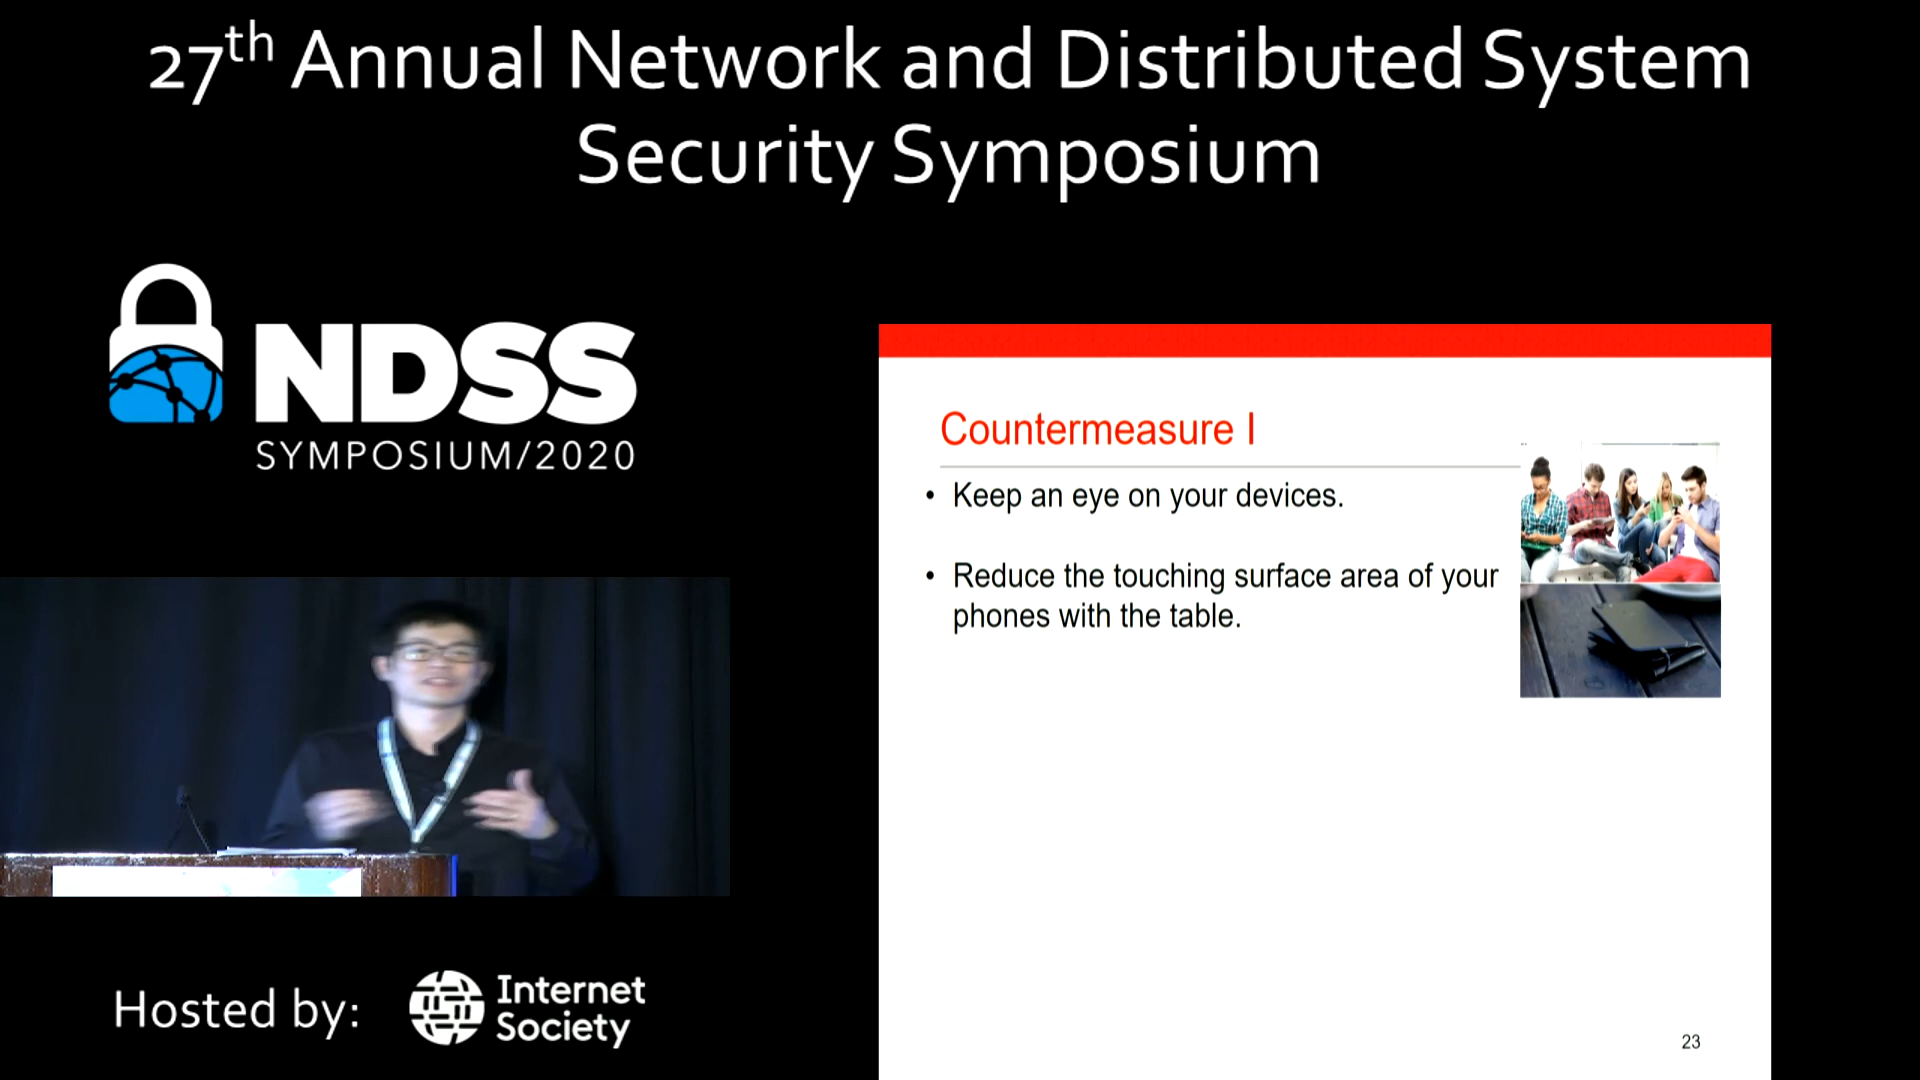 27th Annual Network and Distributed System
Security Symposium
NDSS
SYMPOSIUM/2020
Countermeasure I
• Keep an eye on your devices.
• Reduce the touching surface area of your
phones with the table.
23
Hosted by:
Internet
Society